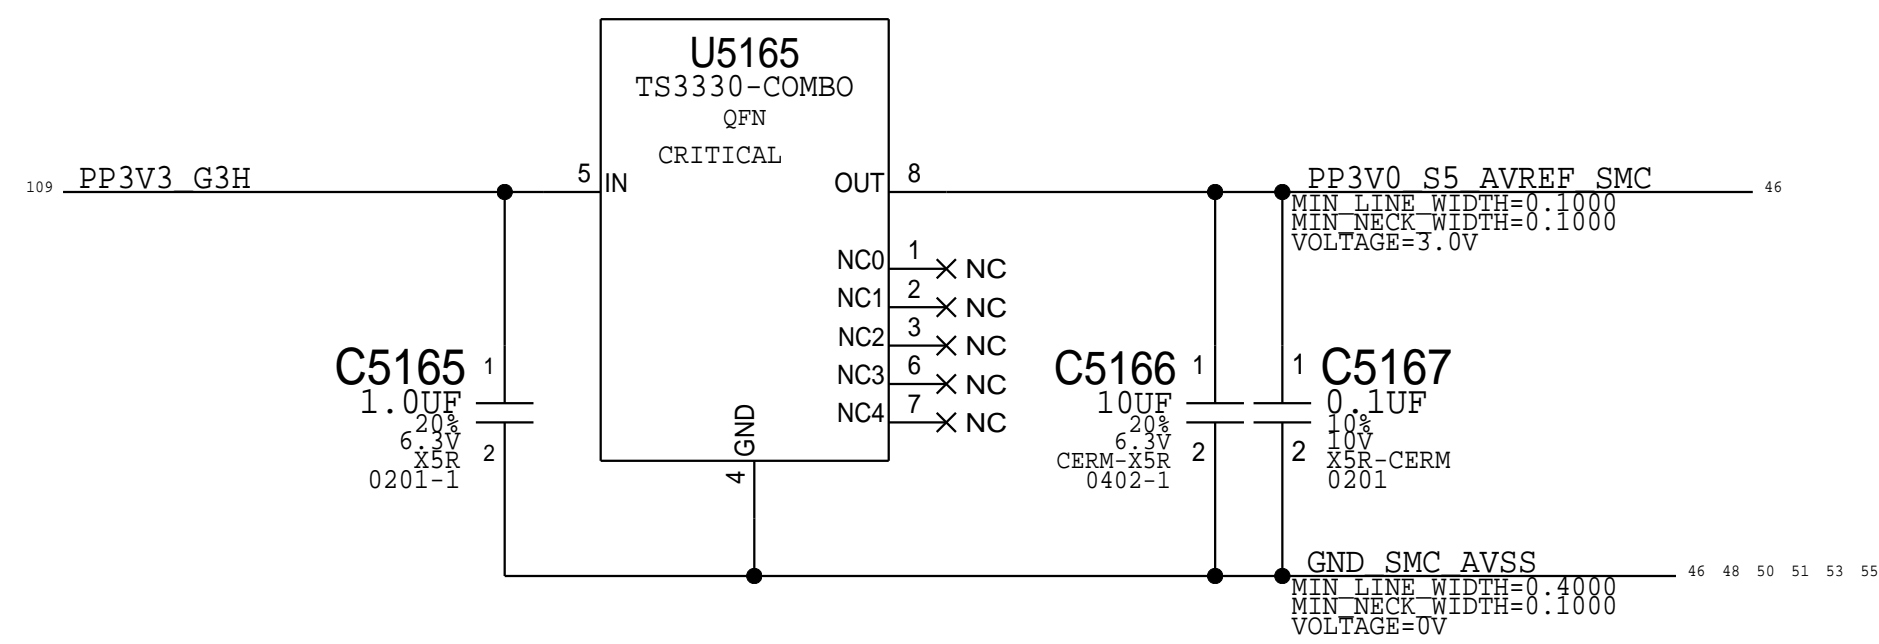 U5165
TS3330-COMBO
QFN
CRITICAL
109 PP3V3_G3H
5 IN
OUT 8
PP3V0_S5_AVREF_SMC 46
MIN_LINE_WIDTH=0.1000
MIN_NECK_WIDTH=0.1000
VOLTAGE=3.0V
NC0 1 NC
NC1 2 NC
NC2 3 NC
NC3 6 NC
NC4 7 NC
GND 4
C5165 1
1.0UF
20%
6.3V
X5R 2
0201-1
C5166 1
10UF
20%
6.3V
CERM-X5R 2
0402-1
1 C5167
0.1UF
10%
10V
2 X5R-CERM
0201
GND_SMC_AVSS 46 48 50 51 53 55
MIN_LINE_WIDTH=0.4000
MIN_NECK_WIDTH=0.1000
VOLTAGE=0V